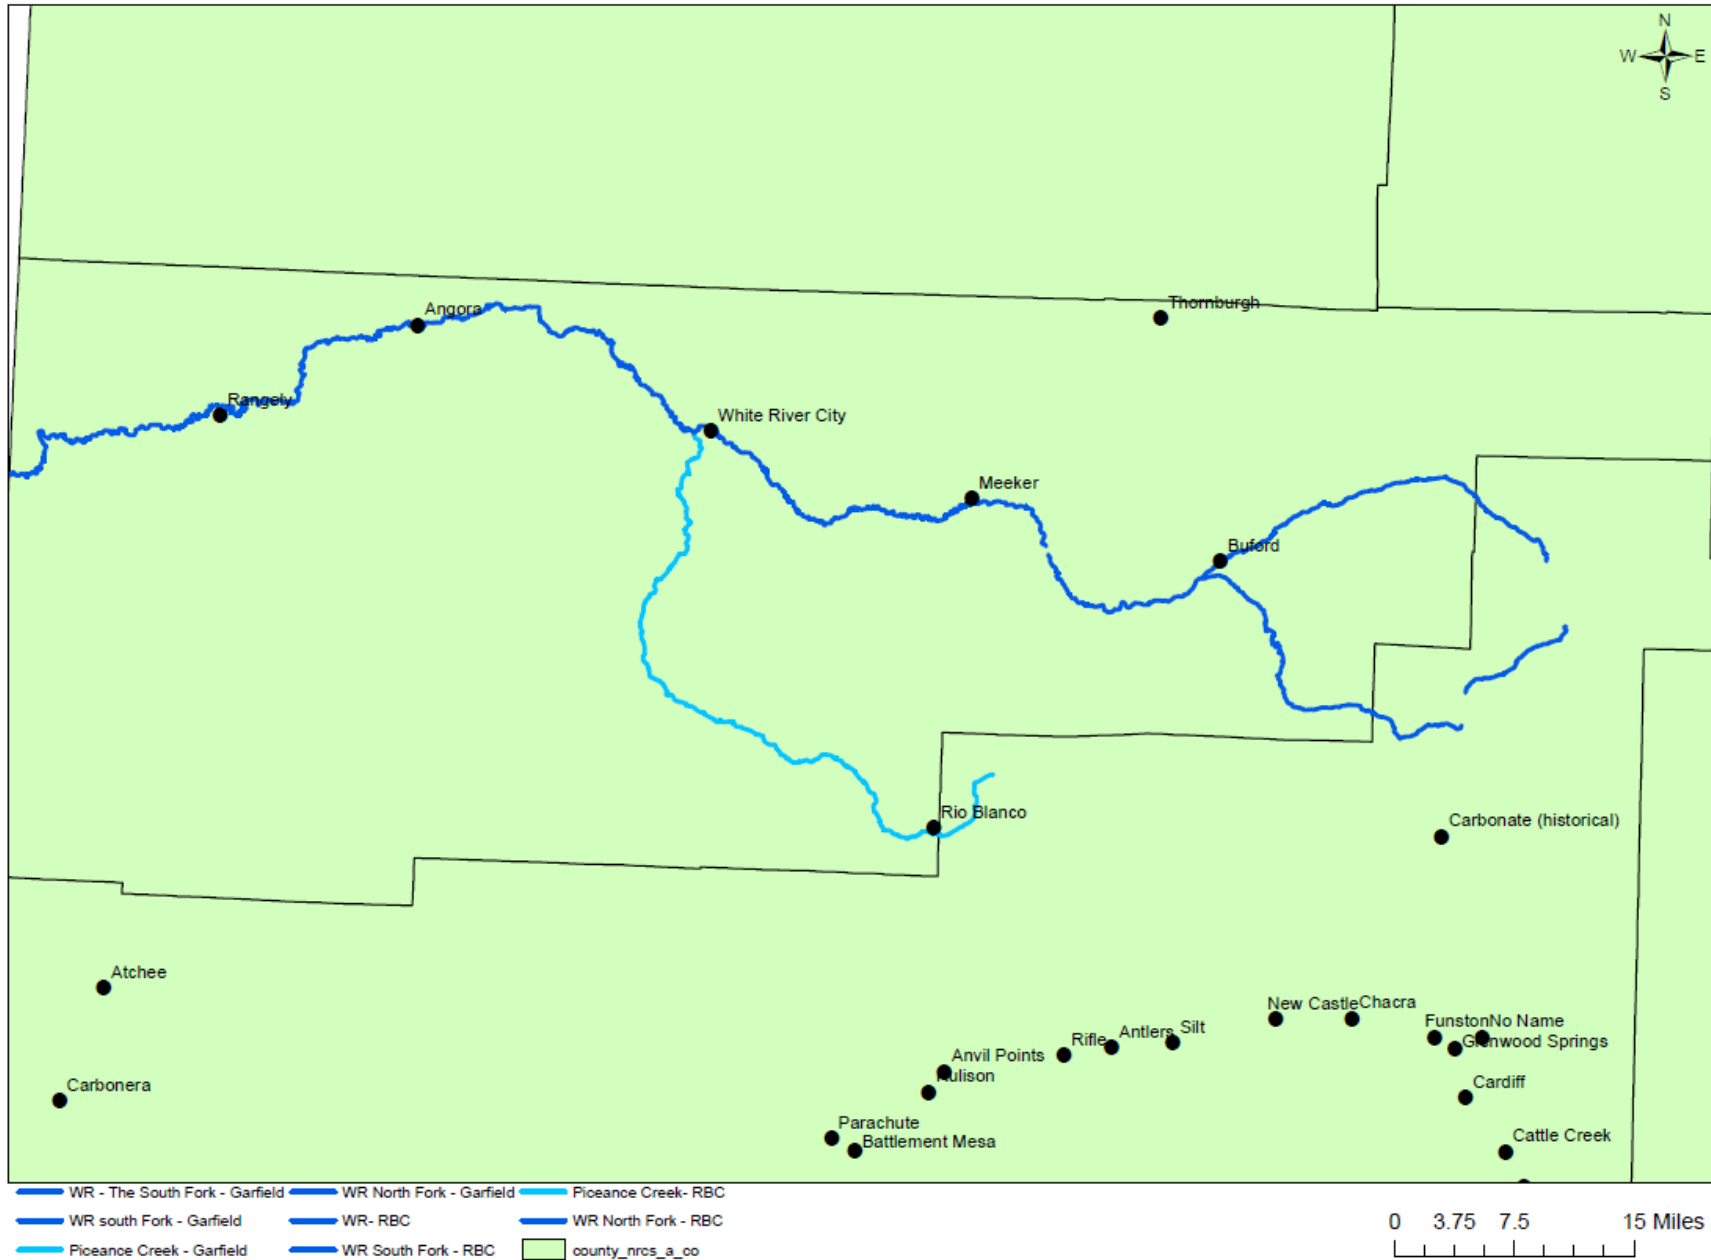 N
W E
S
Angora
Thornburgh
Rangely
White River City
Meeker
Buford
Rio Blanco
Carbonate (historical)
Atchee
New Castle Chacra
Funston No Name
Rifle Antlers Silt
Glenwood Springs
Anvil Points
Carbonera
Cardiff
Parachute
Battlement Mesa
Cattle Creek
WR - The South Fork - Garfield WR North Fork - Garfield Piceance Creek- RBC
WR south Fork - Garfield WR- RBC WR North Fork - RBC
Piceance Creek - Garfield WR South Fork - RBC county_nrcs_a_co
0 3.75 7.5 15 Miles